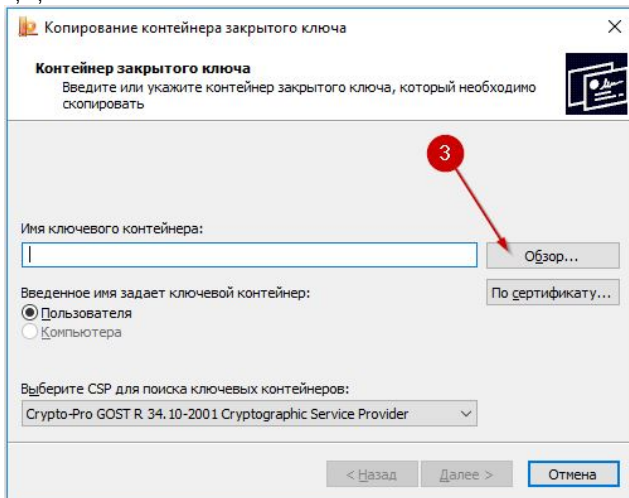 Копирование контейнера закрытого ключа
Контейнер закрытого ключа
Введите или укажите контейнер закрытого ключа, который необходимо
скопировать
3
Имя ключевого контейнера:
Обзор...
Введенное имя задает ключевой контейнер:
По сертификату...
Пользователя
Компьютера
Выберите CSP для поиска ключевых контейнеров:
Crypto-Pro GOST R 34.10-2001 Cryptographic Service Provider
< Назад
Далее >
Отмена